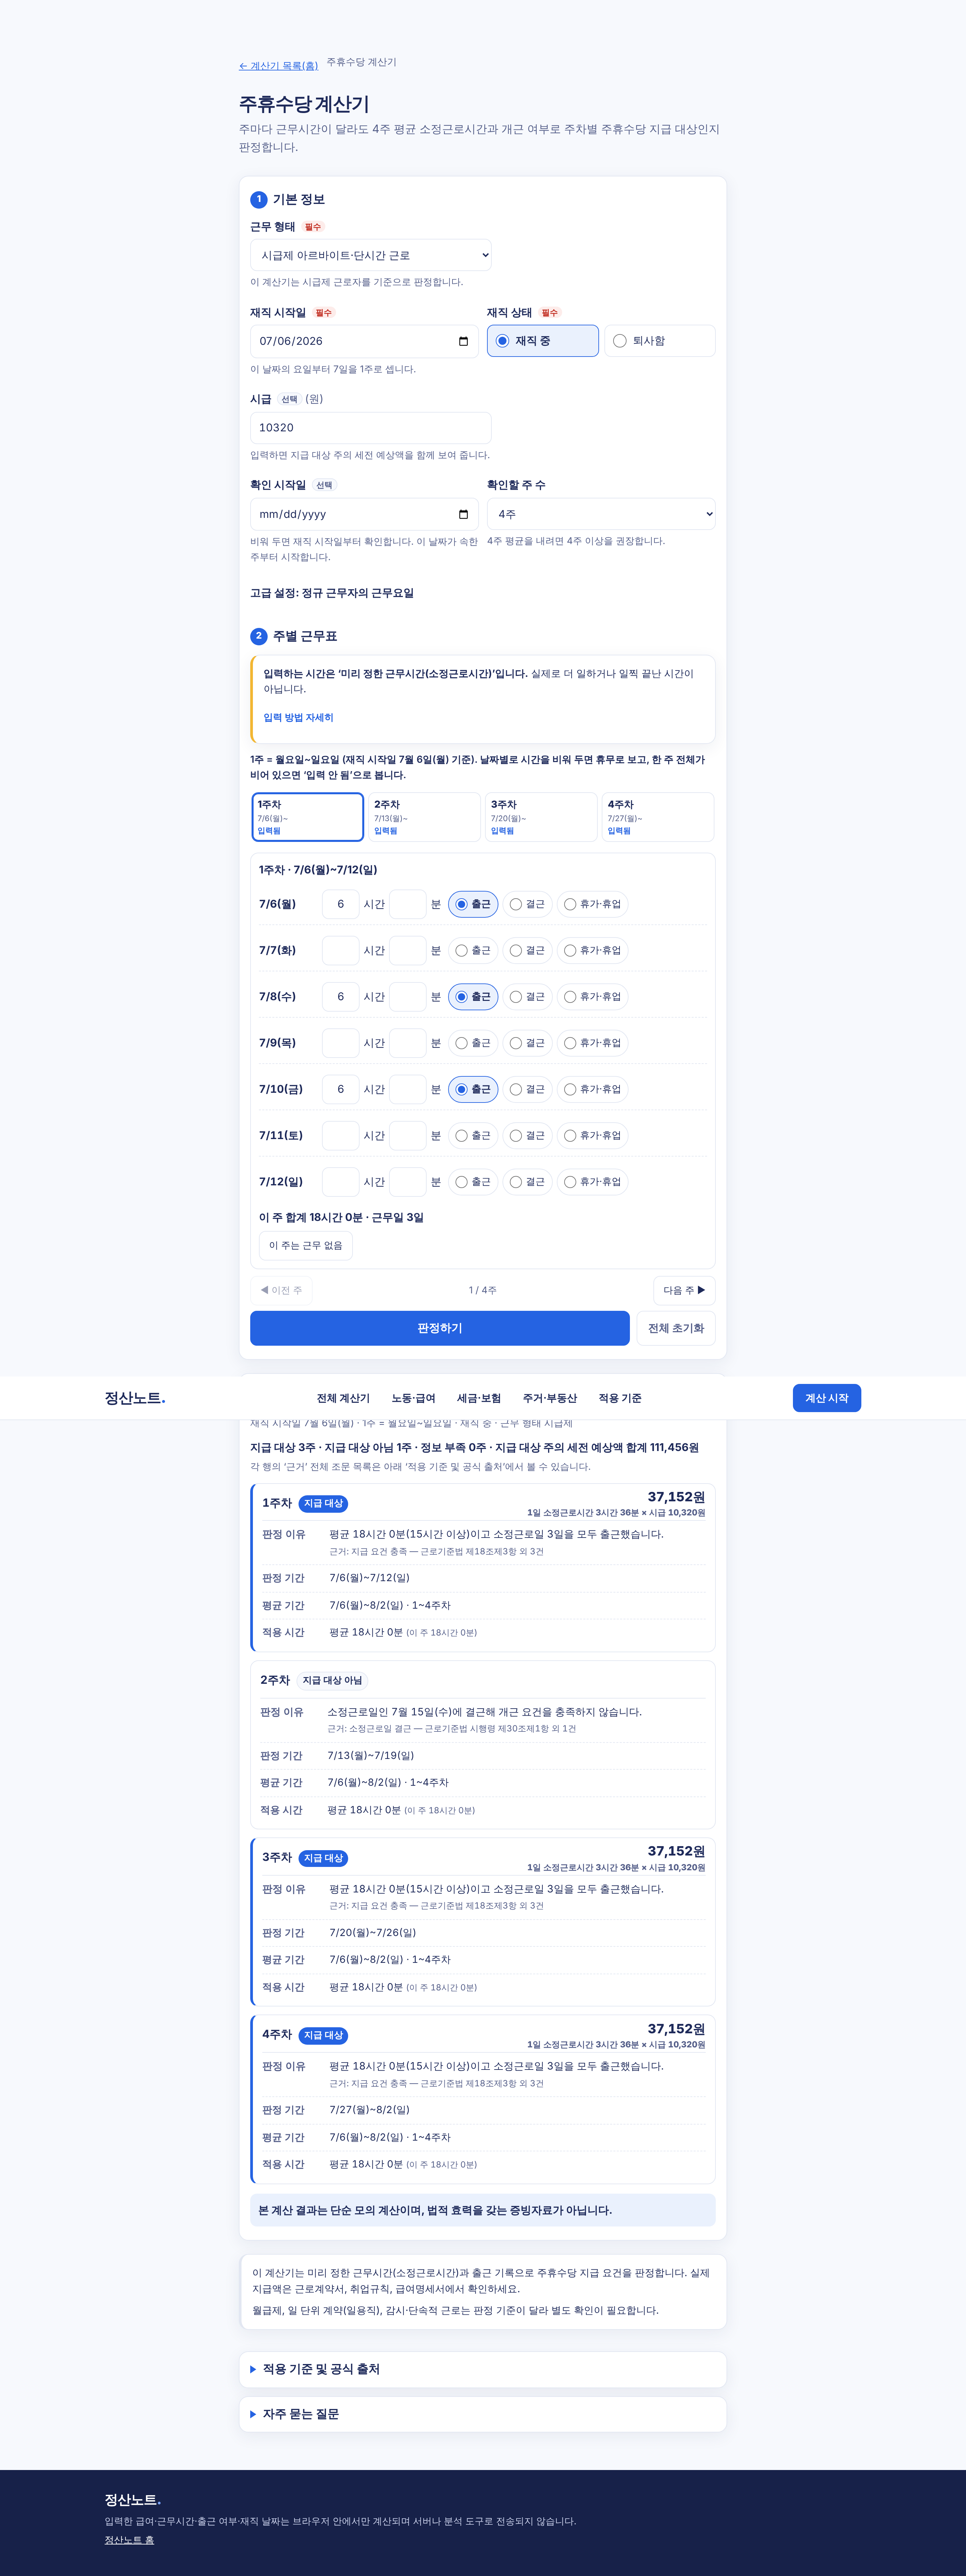 ← 계산기 목록(홈) 주휴수당 계산기
주휴수당 계산기
주마다 근무시간이 달라도 4주 평균 소정근로시간과 개근 여부로 주차별 주휴수당 지급 대상인지
판정합니다.
1 기본 정보
근무 형태 필수
시급제 아르바이트·단시간 근로
이 계산기는 시급제 근로자를 기준으로 판정합니다.
재직 시작일 필수 재직 상태 필수
07/06/2026 재직 중 퇴사함
이 날짜의 요일부터 7일을 1주로 셉니다.
시급 선택 (원)
10320
입력하면 지급 대상 주의 세전 예상액을 함께 보여 줍니다.
확인 시작일 선택 확인할 주 수
mm/dd/yyyy 4주
비워 두면 재직 시작일부터 확인합니다. 이 날짜가 속한 4주 평균을 내려면 4주 이상을 권장합니다.
주부터 시작합니다.
고급 설정: 정규 근무자의 근무요일
2 주별 근무표
입력하는 시간은 ‘미리 정한 근무시간(소정근로시간)’입니다. 실제로 더 일하거나 일찍 끝난 시간이
아닙니다.
입력 방법 자세히
1주 = 월요일~일요일 (재직 시작일 7월 6일(월) 기준). 날짜별로 시간을 비워 두면 휴무로 보고, 한 주 전체가
비어 있으면 ‘입력 안 됨’으로 봅니다.
1주차 2주차 3주차 4주차
7/6(월)~ 7/13(월)~ 7/20(월)~ 7/27(월)~
입력됨 입력됨 입력됨 입력됨
1주차 · 7/6(월)~7/12(일)
7/6(월) 6 시간 분 출근 결근 휴가·휴업
7/7(화) 시간 분 출근 결근 휴가·휴업
7/8(수) 6 시간 분 출근 결근 휴가·휴업
7/9(목) 시간 분 출근 결근 휴가·휴업
7/10(금) 6 시간 분 출근 결근 휴가·휴업
7/11(토) 시간 분 출근 결근 휴가·휴업
7/12(일) 시간 분 출근 결근 휴가·휴업
이 주 합계 18시간 0분 · 근무일 3일
이 주는 근무 없음
◀ 이전 주 1 / 4주 다음 주 ▶
판정하기 전체 초기화
정산노트. 전체 계산기 노동·급여 세금·보험 주거·부동산 적용 기준 계산 시작
재직 시작일 7월 6일(월) · 1주 = 월요일~일요일 · 재직 중 · 근무 형태 시급제
지급 대상 3주 · 지급 대상 아님 1주 · 정보 부족 0주 · 지급 대상 주의 세전 예상액 합계 111,456원
각 행의 ‘근거’ 전체 조문 목록은 아래 ‘적용 기준 및 공식 출처’에서 볼 수 있습니다.
1주차 지급 대상 37,152원
1일 소정근로시간 3시간 36분 × 시급 10,320원
판정 이유 평균 18시간 0분(15시간 이상)이고 소정근로일 3일을 모두 출근했습니다.
근거: 지급 요건 충족 — 근로기준법 제18조제3항 외 3건
판정 기간 7/6(월)~7/12(일)
평균 기간 7/6(월)~8/2(일) · 1~4주차
적용 시간 평균 18시간 0분 (이 주 18시간 0분)
2주차 지급 대상 아님
판정 이유 소정근로일인 7월 15일(수)에 결근해 개근 요건을 충족하지 않습니다.
근거: 소정근로일 결근 — 근로기준법 시행령 제30조제1항 외 1건
판정 기간 7/13(월)~7/19(일)
평균 기간 7/6(월)~8/2(일) · 1~4주차
적용 시간 평균 18시간 0분 (이 주 18시간 0분)
3주차 지급 대상 37,152원
1일 소정근로시간 3시간 36분 × 시급 10,320원
판정 이유 평균 18시간 0분(15시간 이상)이고 소정근로일 3일을 모두 출근했습니다.
근거: 지급 요건 충족 — 근로기준법 제18조제3항 외 3건
판정 기간 7/20(월)~7/26(일)
평균 기간 7/6(월)~8/2(일) · 1~4주차
적용 시간 평균 18시간 0분 (이 주 18시간 0분)
4주차 지급 대상 37,152원
1일 소정근로시간 3시간 36분 × 시급 10,320원
판정 이유 평균 18시간 0분(15시간 이상)이고 소정근로일 3일을 모두 출근했습니다.
근거: 지급 요건 충족 — 근로기준법 제18조제3항 외 3건
판정 기간 7/27(월)~8/2(일)
평균 기간 7/6(월)~8/2(일) · 1~4주차
적용 시간 평균 18시간 0분 (이 주 18시간 0분)
본 계산 결과는 단순 모의 계산이며, 법적 효력을 갖는 증빙자료가 아닙니다.
이 계산기는 미리 정한 근무시간(소정근로시간)과 출근 기록으로 주휴수당 지급 요건을 판정합니다. 실제
지급액은 근로계약서, 취업규칙, 급여명세서에서 확인하세요.
월급제, 일 단위 계약(일용직), 감시·단속적 근로는 판정 기준이 달라 별도 확인이 필요합니다.
▶ 적용 기준 및 공식 출처
▶ 자주 묻는 질문
정산노트.
입력한 급여·근무시간·출근 여부·재직 날짜는 브라우저 안에서만 계산되며 서버나 분석 도구로 전송되지 않습니다.
정산노트 홈